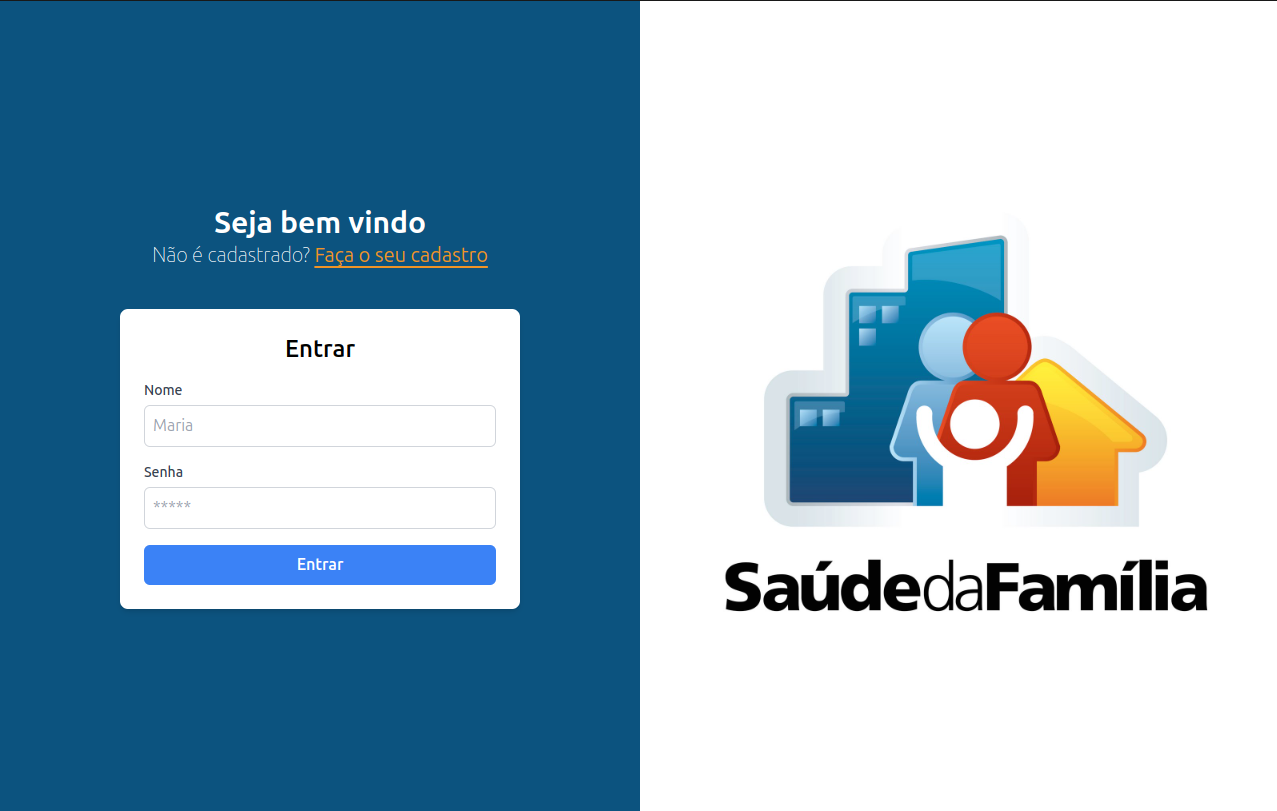 Seja bem vindo
Não é cadastrado? Faça o seu cadastro
Entrar
Nome
Maria
Senha
*****
Entrar
SaúdedaFamília